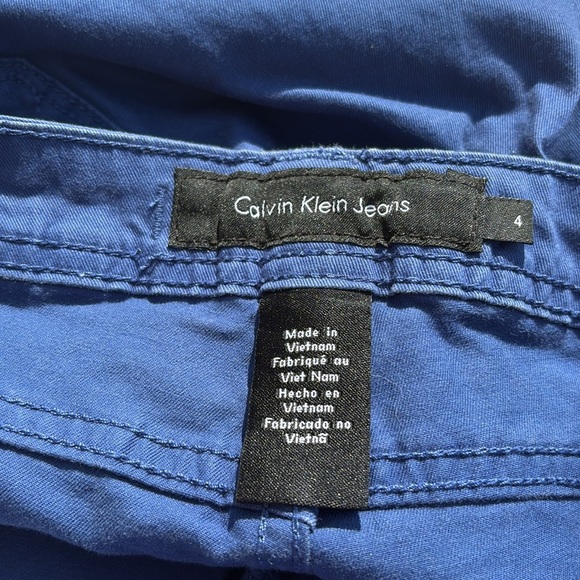 Calvin Klein Jeans
4
Made in
Vietnam
Fabriqué au
Viet Nam
Hecho en
Vietnam
Fabricado no
Vietnã